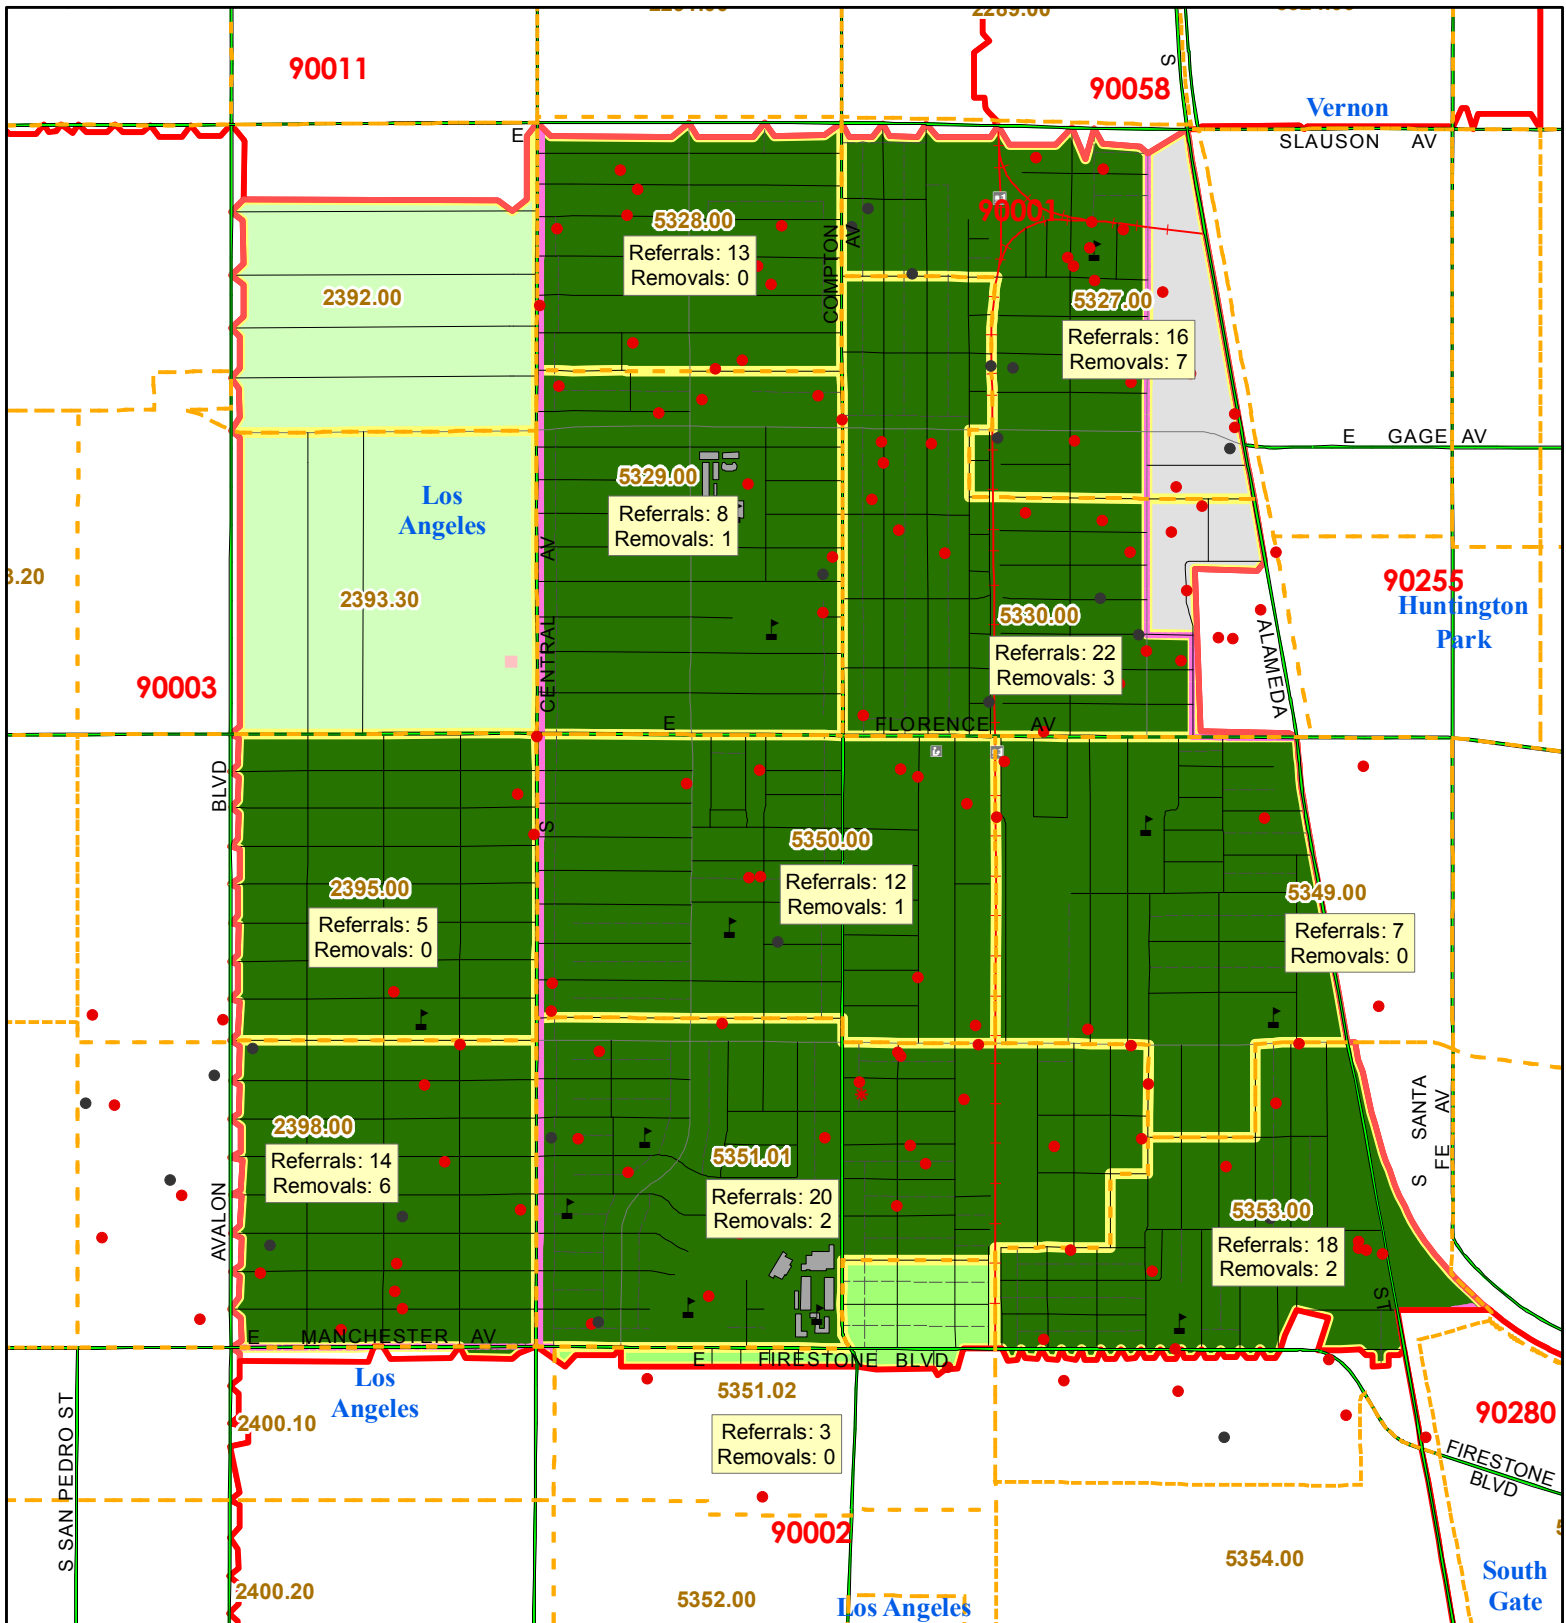 2289.00
90011
S
90058
Vernon
E
SLAUSON AV
90001
5328.00
Referrals: 13
Removals: 0
COMPTON AV
2392.00
5327.00
Referrals: 16
Removals: 7
E GAGE AV
Los
Angeles
5329.00
Referrals: 8
Removals: 1
CENTRAL AV
3.20
2393.30
90255
Huntington
Park
5330.00
Referrals: 22
Removals: 3
ALAMEDA
90003
E FLORENCE AV
BLVD
S
5350.00
Referrals: 12
Removals: 1
2395.00
Referrals: 5
Removals: 0
5349.00
Referrals: 7
Removals: 0
S SANTA
FE AV
2398.00
Referrals: 14
Removals: 6
5351.01
Referrals: 20
Removals: 2
AVALON
5353.00
Referrals: 18
Removals: 2
ST
E MANCHESTER AV
E FIRESTONE BLVD
Los
Angeles
5351.02
Referrals: 3
Removals: 0
2400.10
S SAN PEDRO ST
90280
FIRESTONE
BLVD
90002
5354.00
2400.20
5352.00
Los Angeles
South
Gate